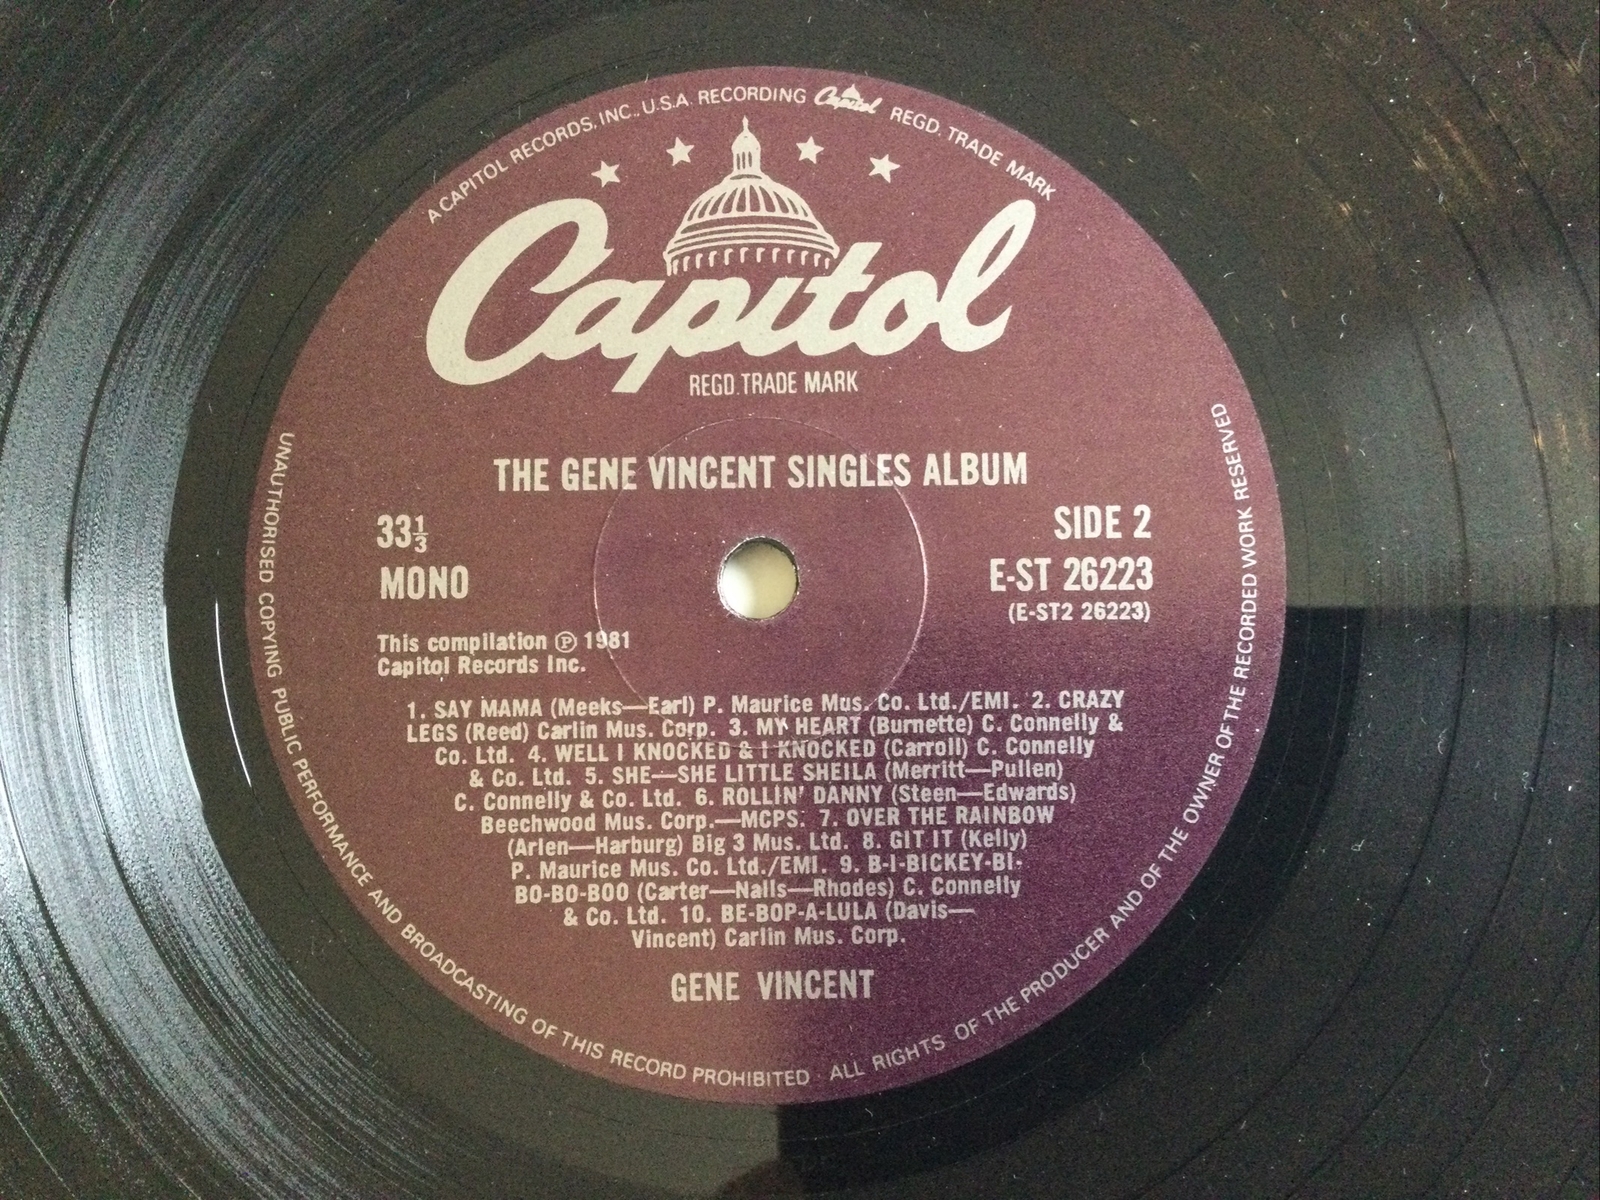 A CAPITOL RECORDS, INC., U.S.A. RECORDING Capitol REGD. TRADE MARK
Capitol
REGD. TRADE MARK
THE GENE VINCENT SINGLES ALBUM
33⅓
SIDE 2
MONO
E-ST 26223
(E-ST2 26223)
This compilation ℗ 1981
Capitol Records Inc.
1. SAY MAMA (Meeks—Earl) P. Maurice Mus. Co. Ltd./EMI. 2. CRAZY
LEGS (Reed) Carlin Mus. Corp. 3. MY HEART (Burnette) C. Connelly &
Co. Ltd. 4. WELL I KNOCKED & I KNOCKED (Carroll) C. Connelly
& Co. Ltd. 5. SHE—SHE LITTLE SHEILA (Merritt—Pullen)
C. Connelly & Co. Ltd. 6. ROLLIN' DANNY (Steen—Edwards)
Beechwood Mus. Corp.—MCPS. 7. OVER THE RAINBOW
(Arlen—Harburg) Big 3 Mus. Ltd. 8. GIT IT (Kelly)
P. Maurice Mus. Co. Ltd./EMI. 9. B-I-BICKEY-BI-
BO-BO-BOO (Carter—Nalls—Rhodes) C. Connelly
& Co. Ltd. 10. BE-BOP-A-LULA (Davis—
Vincent) Carlin Mus. Corp.
GENE VINCENT
UNAUTHORISED COPYING PUBLIC PERFORMANCE AND BROADCASTING OF THIS RECORD PROHIBITED · ALL RIGHTS OF THE PRODUCER AND OF THE OWNER OF THE RECORDED WORK RESERVED